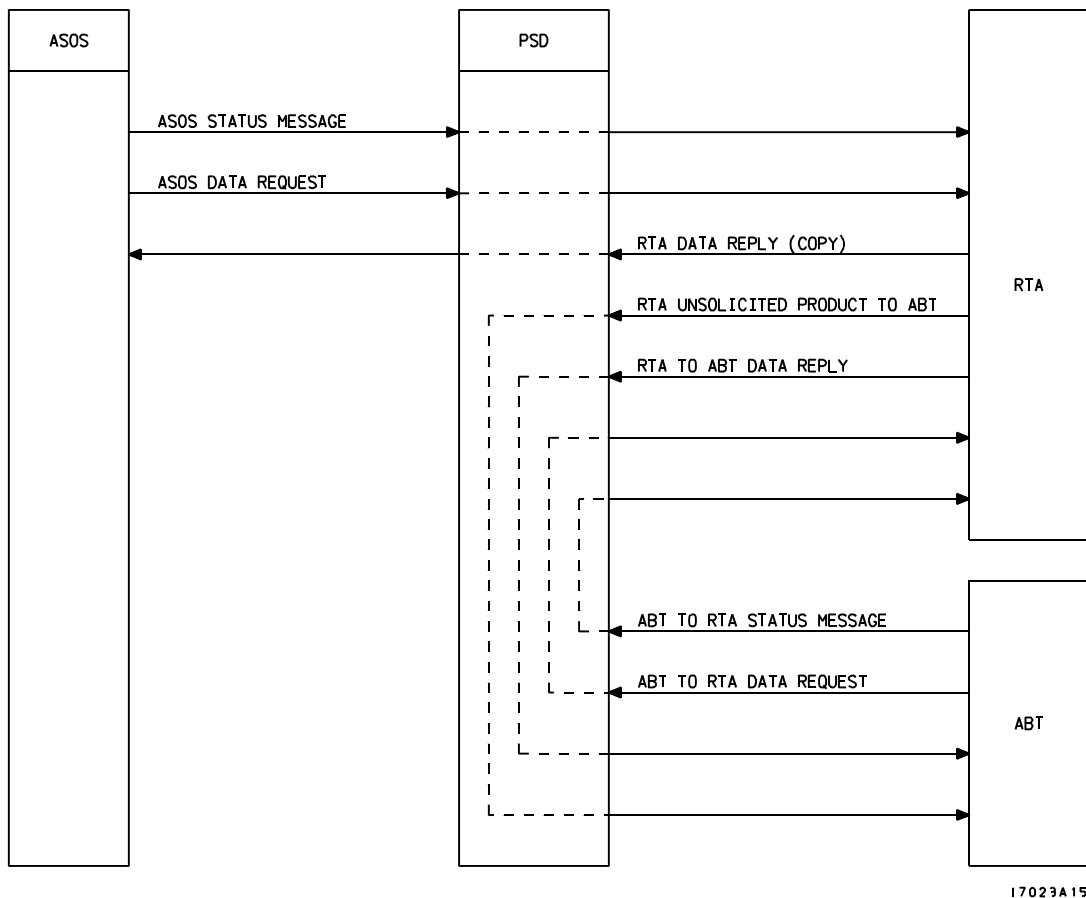 ASOS
PSD
ASOS STATUS MESSAGE
ASOS DATA REQUEST
RTA DATA REPLY (COPY)
RTA
RTA UNSOLICITED PRODUCT TO ABT
RTA TO ABT DATA REPLY
ABT TO RTA STATUS MESSAGE
ABT TO RTA DATA REQUEST
ABT
17023A15